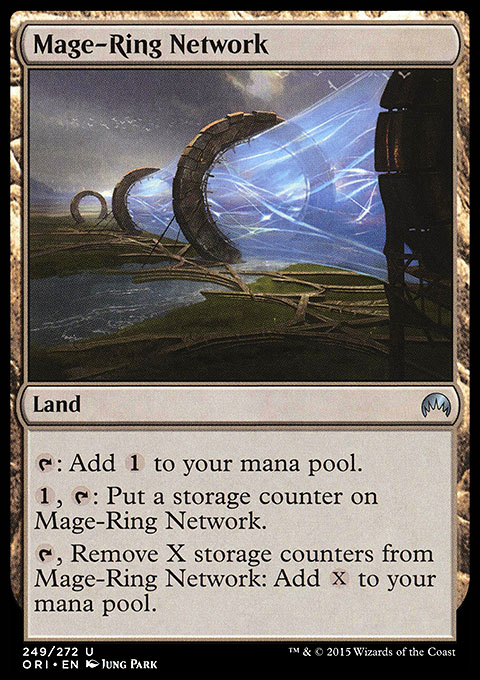 Mage-Ring Network
Land
: Add 1 to your mana pool.
1, : Put a storage counter on
Mage-Ring Network.
, Remove X storage counters from
Mage-Ring Network: Add X to your
mana pool.
249/272 U
ORI • EN Jung Park
™ & © 2015 Wizards of the Coast